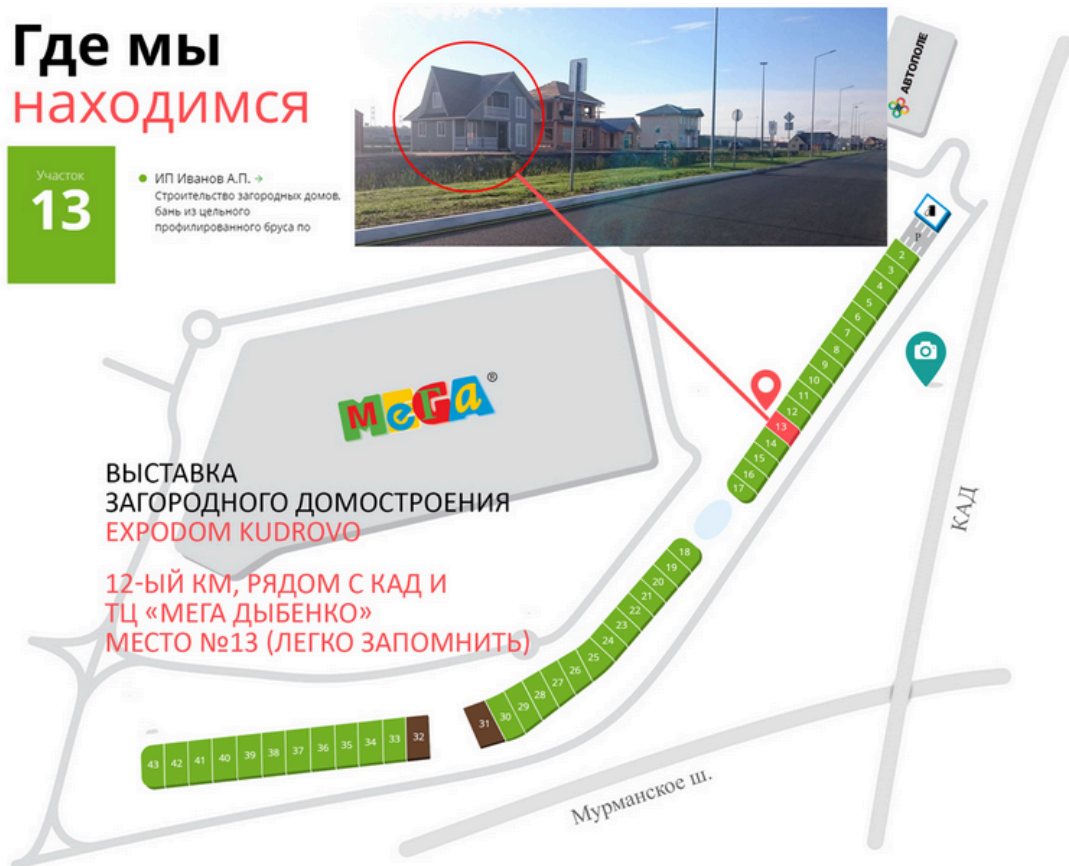 Где мы
находимся
Участок
13
ИП Иванов А.П. →
Строительство загородных домов,
бань из цельного
профилированного бруса по
АВТОПОЛЕ
P
2
3
4
5
6
7
8
9
10
11
12
13
14
15
16
17
МЕГА®
ВЫСТАВКА
ЗАГОРОДНОГО ДОМОСТРОЕНИЯ
EXPODOM KUDROVO
12-ЫЙ КМ, РЯДОМ С КАД И
ТЦ «МЕГА ДЫБЕНКО»
МЕСТО №13 (ЛЕГКО ЗАПОМНИТЬ)
КАД
18
19
20
21
22
23
24
25
26
27
28
29
30
31
32
33
34
35
36
37
38
39
40
41
42
43
Мурманское ш.